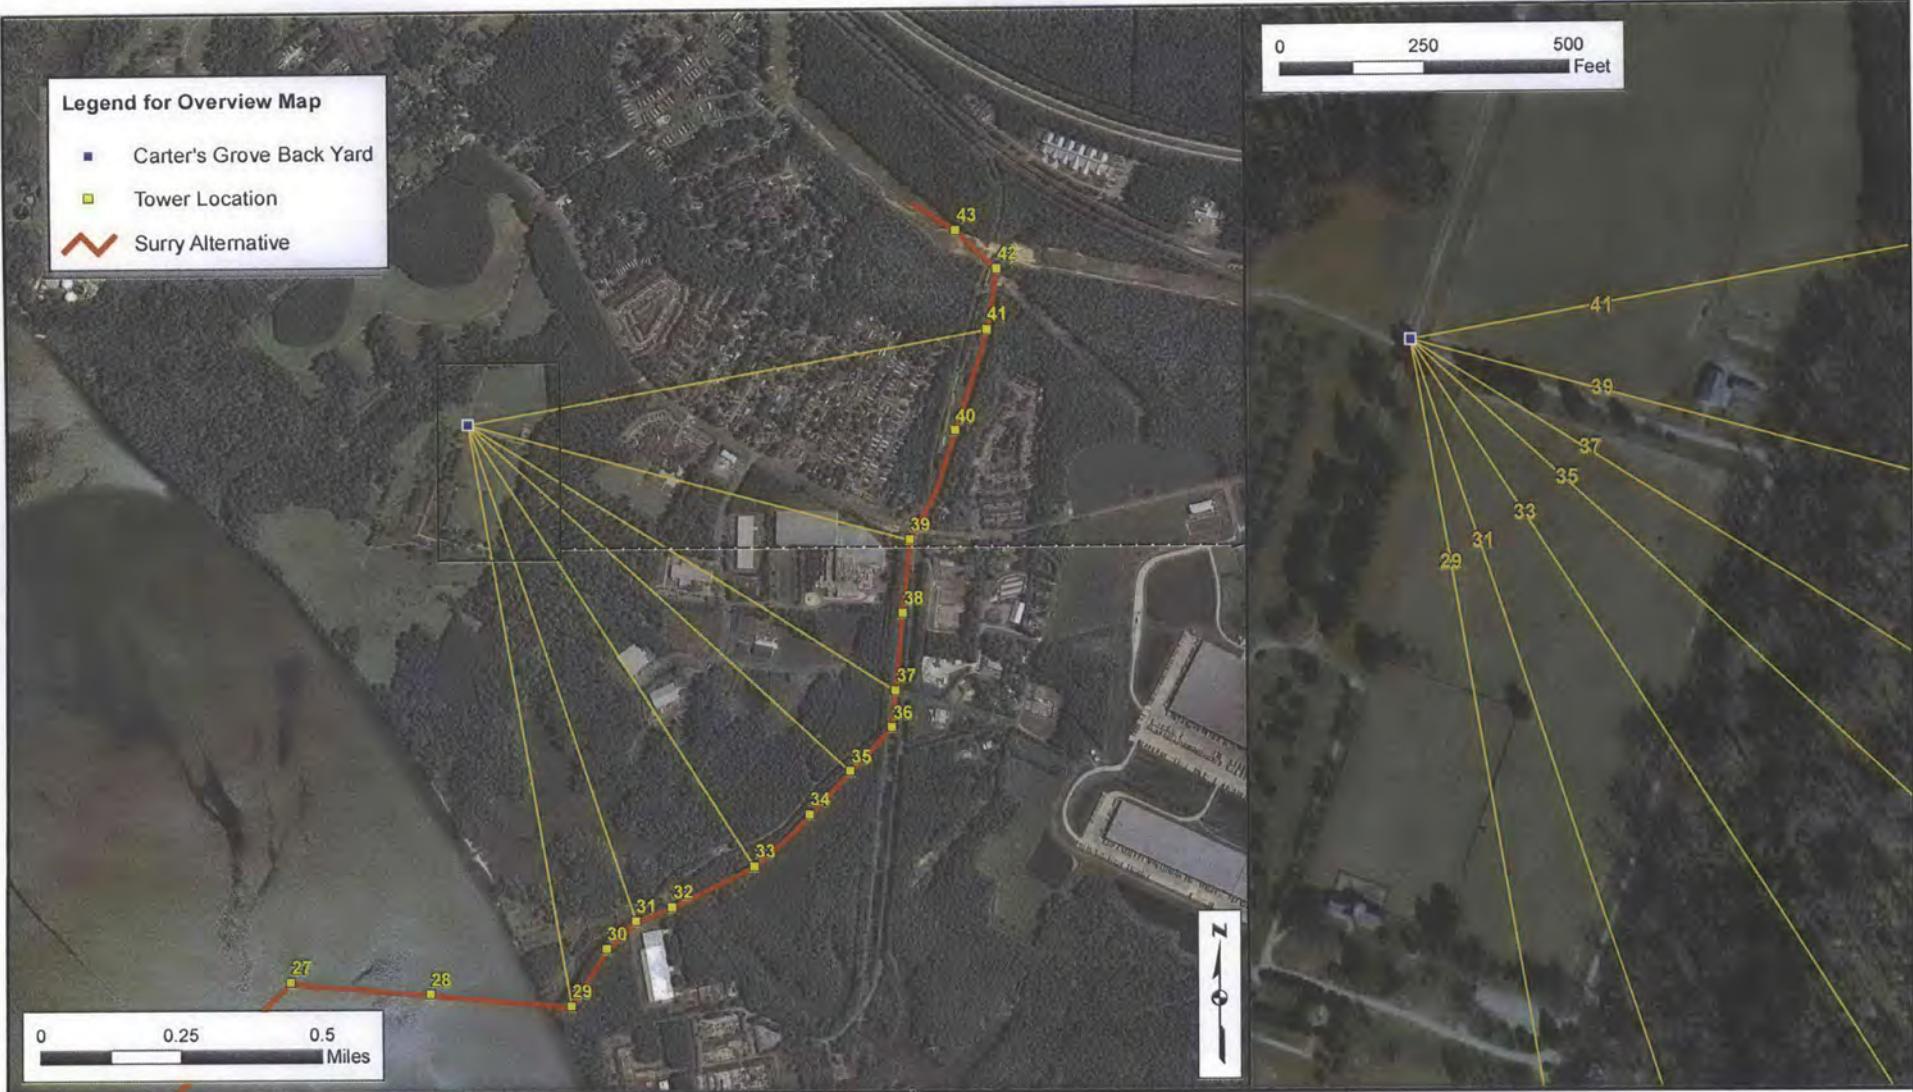 Legend for Overview Map
Carter's Grove Back Yard
Tower Location
Surry Alternative
43
42
41
40
39
38
37
36
35
34
33
32
31
30
29
28
27
0 0.25 0.5
Miles
N
0 250 500
Feet
41
39
37
35
33
31
29